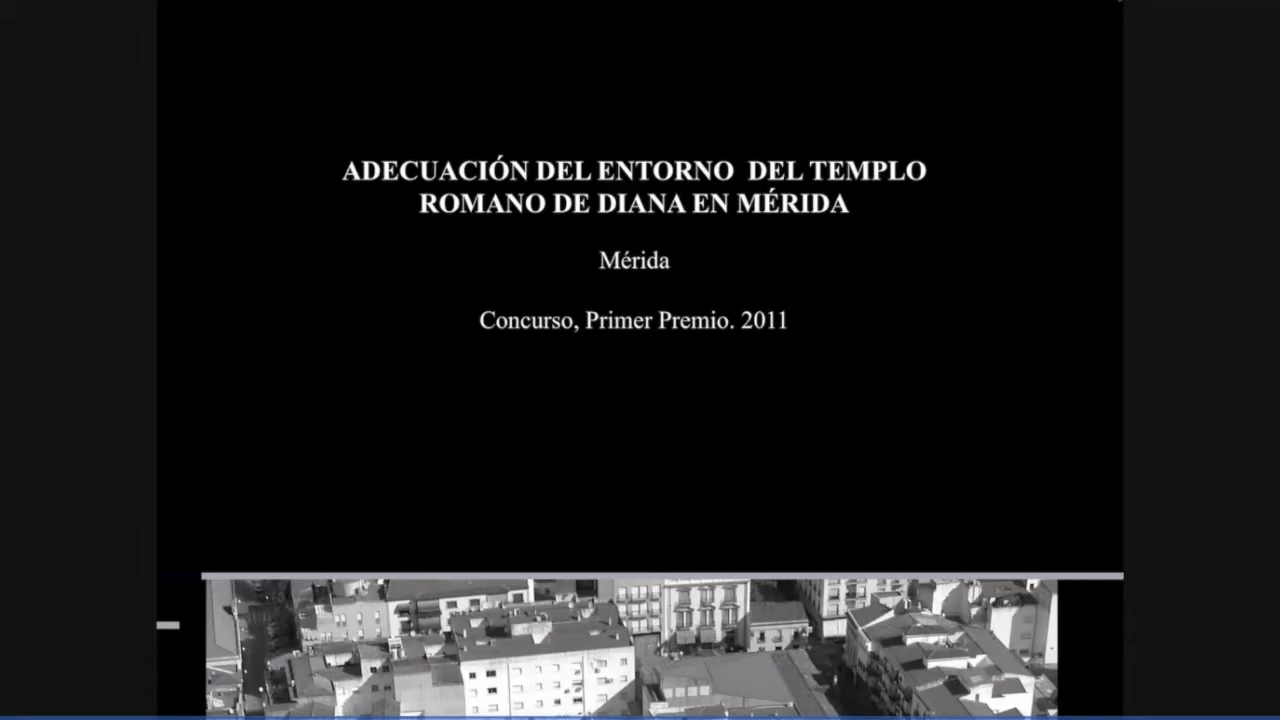 ADECUACIÓN DEL ENTORNO DEL TEMPLO
ROMANO DE DIANA EN MÉRIDA
Mérida
Concurso, Primer Premio. 2011